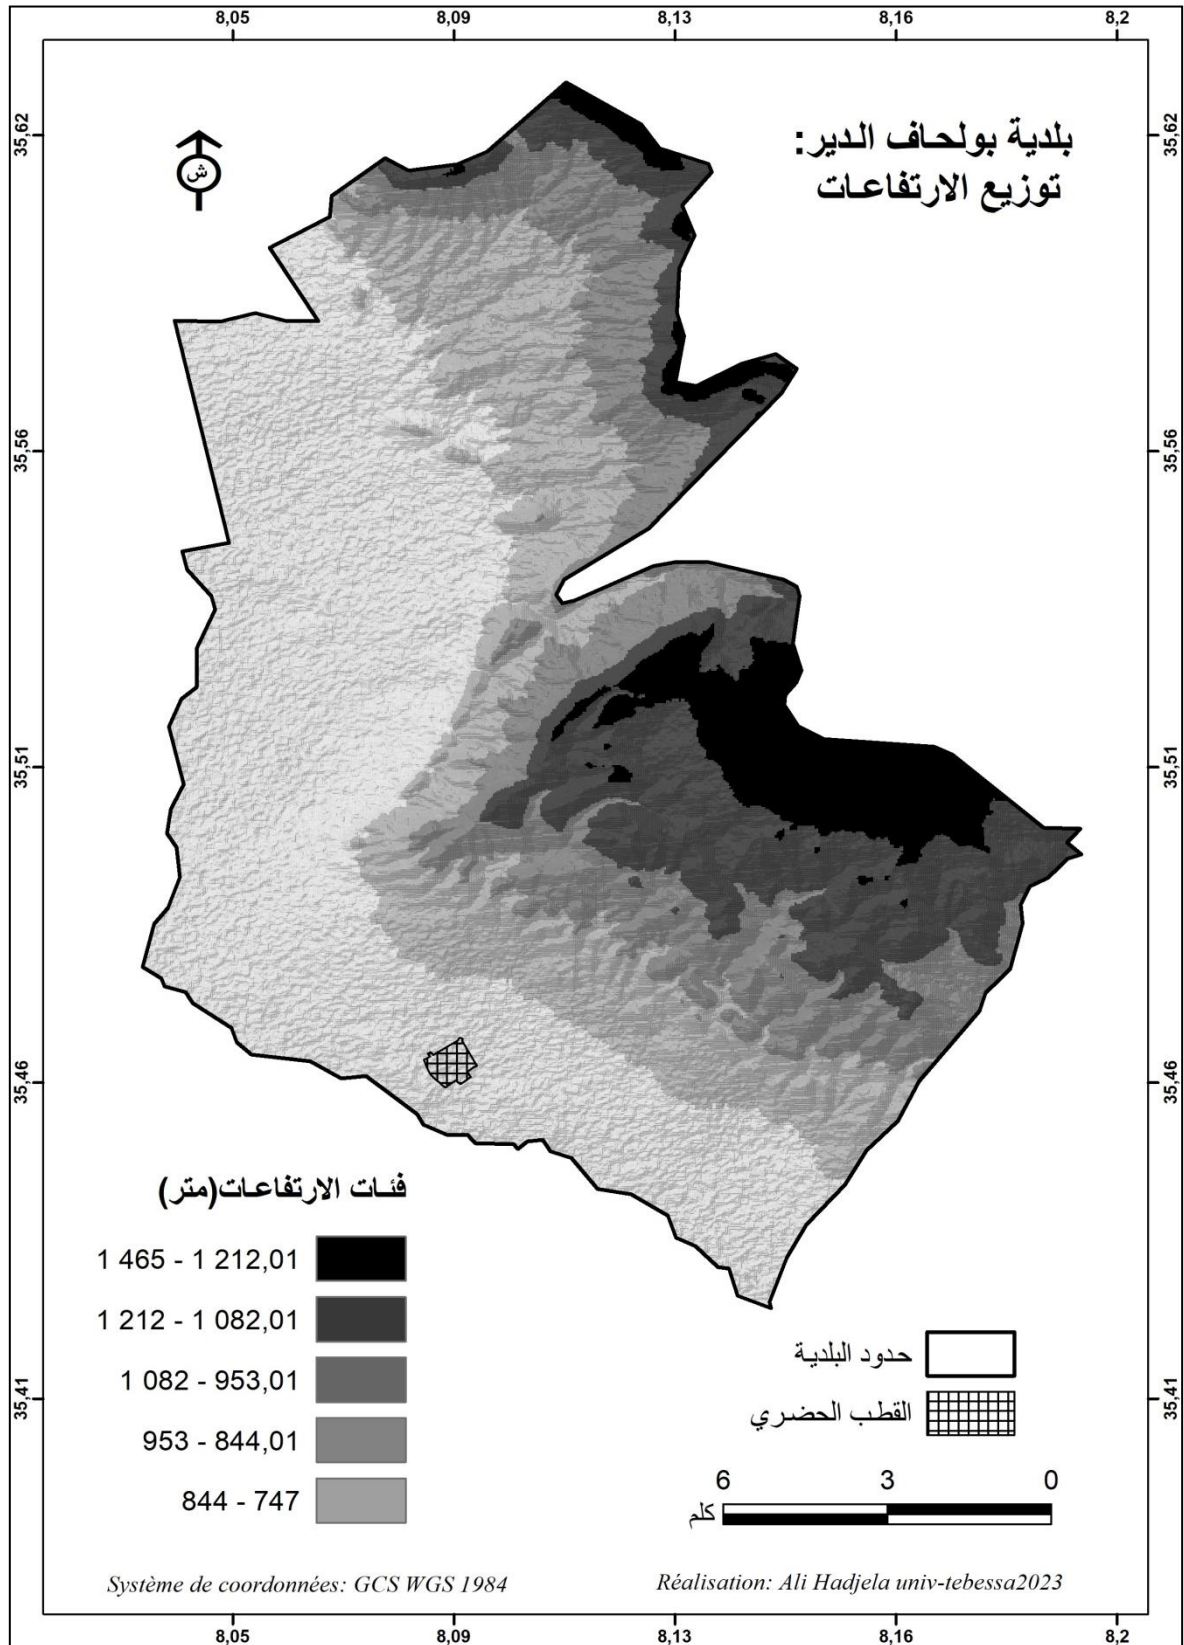 8,05 8,09 8,13 8,16 8,2
بلدية بولحاف الدير:
توزيع الارتفاعات
ش
35,62 35,62
35,56 35,56
35,51 35,51
35,46 35,46
35,41 35,41
فئات الارتفاعات(متر)
1 465 - 1 212,01
1 212 - 1 082,01
1 082 - 953,01
953 - 844,01
844 - 747
حدود البلدية
القطب الحضري
6 3 0
كلم
Système de coordonnées: GCS WGS 1984
Réalisation: Ali Hadjela univ-tebessa2023
8,05 8,09 8,13 8,16 8,2